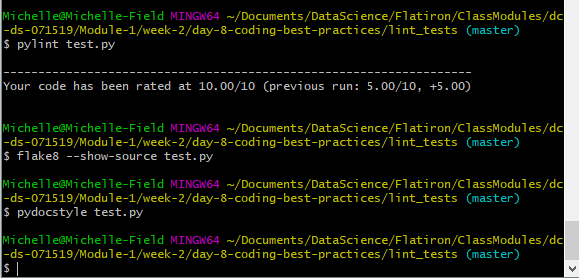 Michelle@Michelle-Field MINGW64 ~/Documents/DataScience/Flatiron/ClassModules/dc
-ds-071519/Module-1/week-2/day-8-coding-best-practices/lint_tests (master)
$ pylint test.py
--------------------------------------------------------------------
Your code has been rated at 10.00/10 (previous run: 5.00/10, +5.00)
Michelle@Michelle-Field MINGW64 ~/Documents/DataScience/Flatiron/ClassModules/dc
-ds-071519/Module-1/week-2/day-8-coding-best-practices/lint_tests (master)
$ flake8 --show-source test.py
Michelle@Michelle-Field MINGW64 ~/Documents/DataScience/Flatiron/ClassModules/dc
-ds-071519/Module-1/week-2/day-8-coding-best-practices/lint_tests (master)
$ pydocstyle test.py
Michelle@Michelle-Field MINGW64 ~/Documents/DataScience/Flatiron/ClassModules/dc
-ds-071519/Module-1/week-2/day-8-coding-best-practices/lint_tests (master)
$